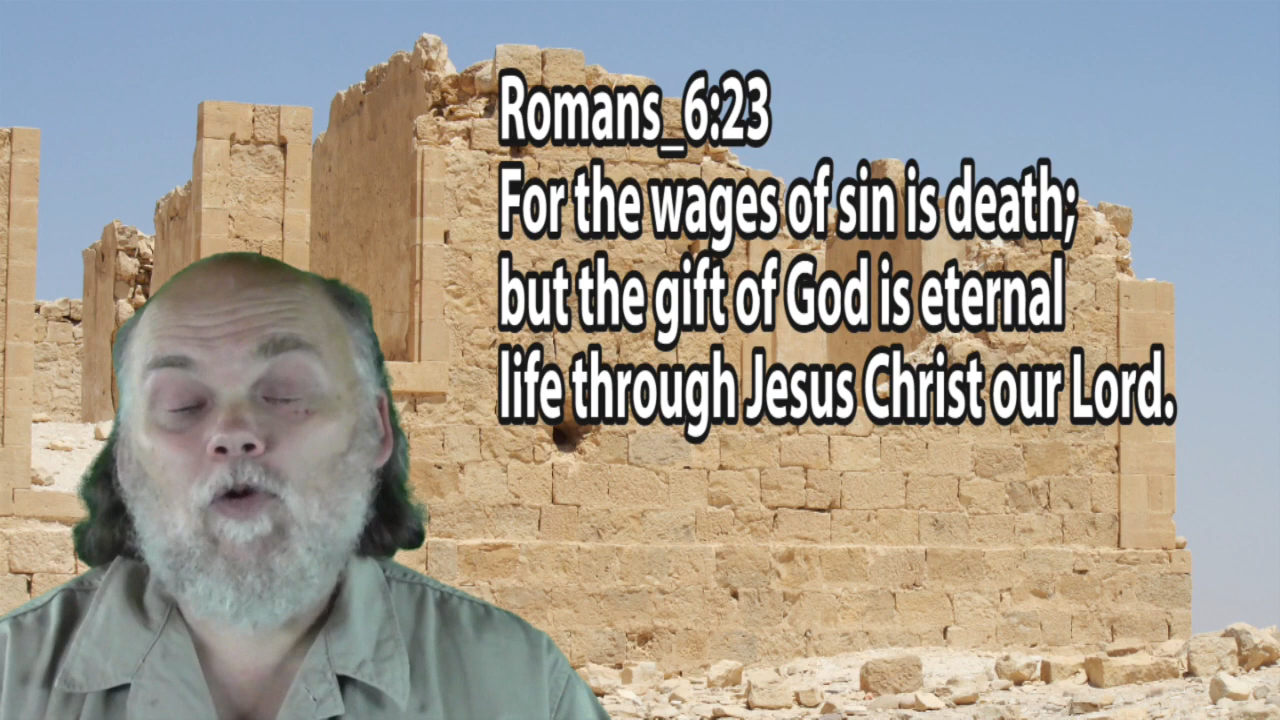 Romans_6:23
For the wages of sin is death;
but the gift of God is eternal
life through Jesus Christ our Lord.